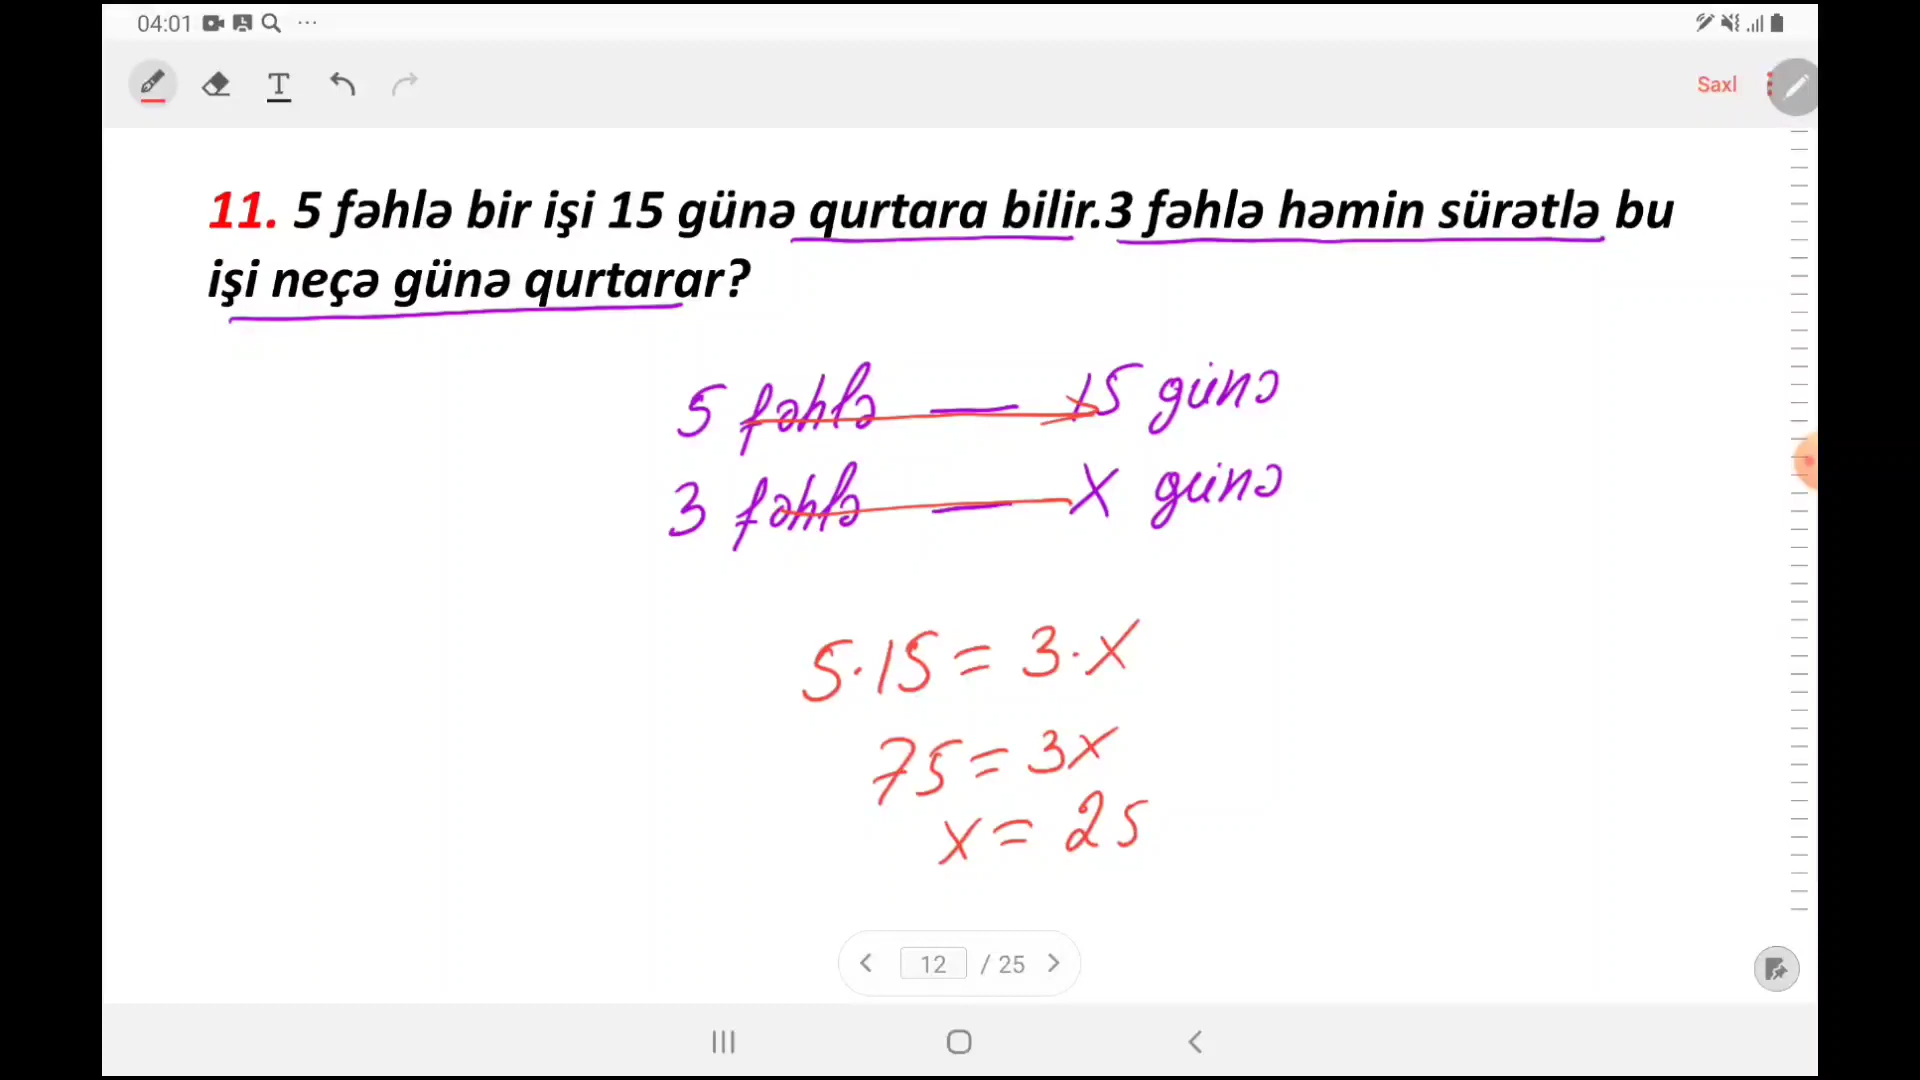 04:01 ...
T
Saxl
11. 5 fəhlə bir işi 15 günə qurtara bilir.3 fəhlə həmin sürətlə bu
işi neçə günə qurtarar?
5 fəhlə — 15 günə
3 fəhlə — X günə
5·15 = 3·X
75 = 3x
x = 25
12 / 25